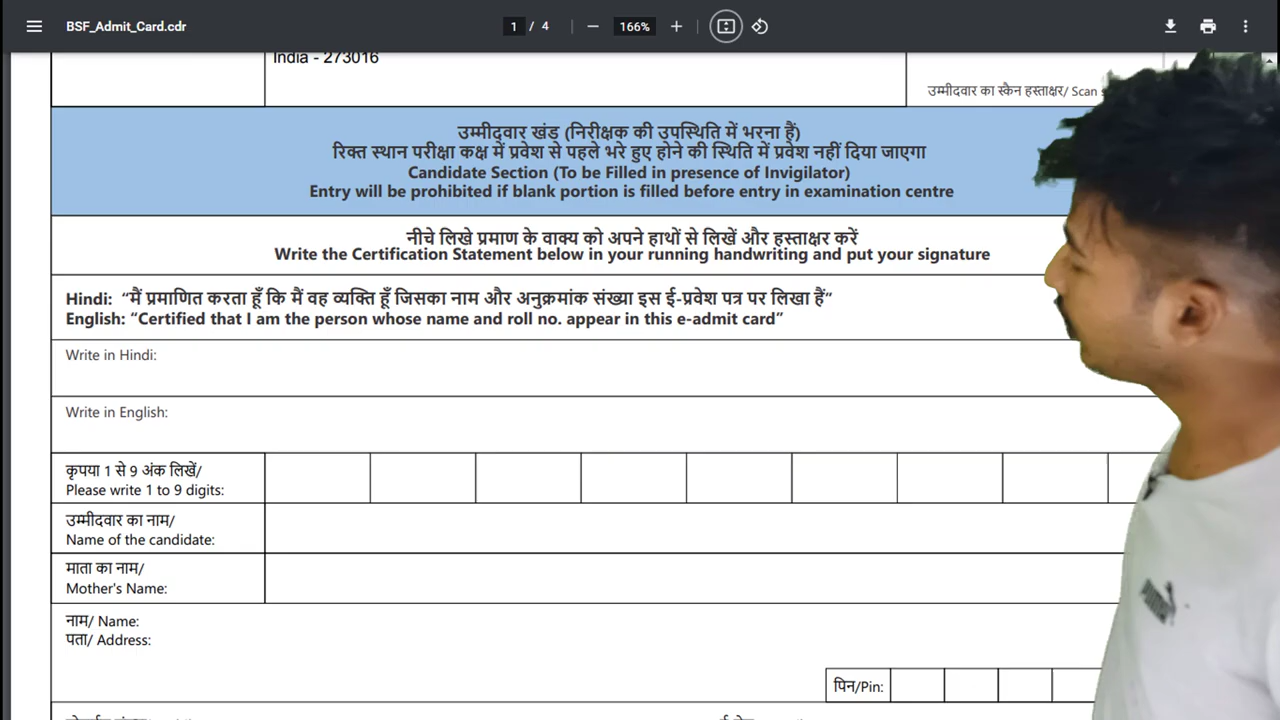 BSF_Admit_Card.cdr
1 / 4
166%
India - 273016
उम्मीदवार का स्कैन हस्ताक्षर/ Scan
उम्मीदवार खंड (निरीक्षक की उपस्थिति में भरना हैं)
रिक्त स्थान परीक्षा कक्ष में प्रवेश से पहले भरे हुए होने की स्थिति में प्रवेश नहीं दिया जाएगा
Candidate Section (To be Filled in presence of Invigilator)
Entry will be prohibited if blank portion is filled before entry in examination centre
नीचे लिखे प्रमाण के वाक्य को अपने हाथों से लिखें और हस्ताक्षर करें
Write the Certification Statement below in your running handwriting and put your signature
Hindi: “मैं प्रमाणित करता हूँ कि मैं वह व्यक्ति हूँ जिसका नाम और अनुक्रमांक संख्या इस ई-प्रवेश पत्र पर लिखा हैं”
English: “Certified that I am the person whose name and roll no. appear in this e-admit card”
Write in Hindi:
Write in English:
कृपया 1 से 9 अंक लिखें/
Please write 1 to 9 digits:
उम्मीदवार का नाम/
Name of the candidate:
माता का नाम/
Mother's Name:
नाम/ Name:
पता/ Address:
पिन/Pin: